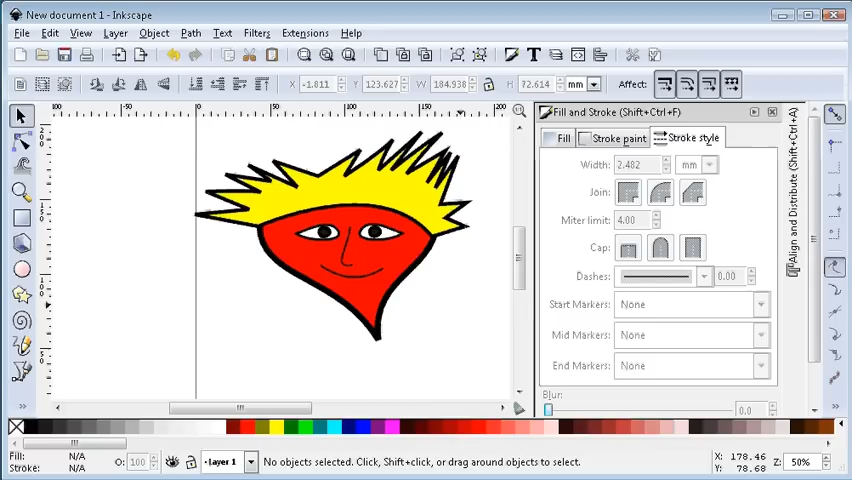 New document 1 - Inkscape
File Edit View Layer Object Path Text Filters Extensions Help
X -1.811 Y 123.627 W 184.938 H 72.614 mm Affect:
Fill and Stroke (Shift+Ctrl+F)
Fill Stroke paint Stroke style
Width: 2.482 mm
Join:
Miter limit: 4.00
Cap:
Dashes: 0.00
Start Markers: None
Mid Markers: None
End Markers: None
Blur:
0.0
Align and Distribute (Shift+Ctrl+A)
Fill: N/A
Stroke: N/A
O: 100
Layer 1
No objects selected. Click, Shift+click, or drag around objects to select.
X: 178.46
Y: 78.68
Z: 50%